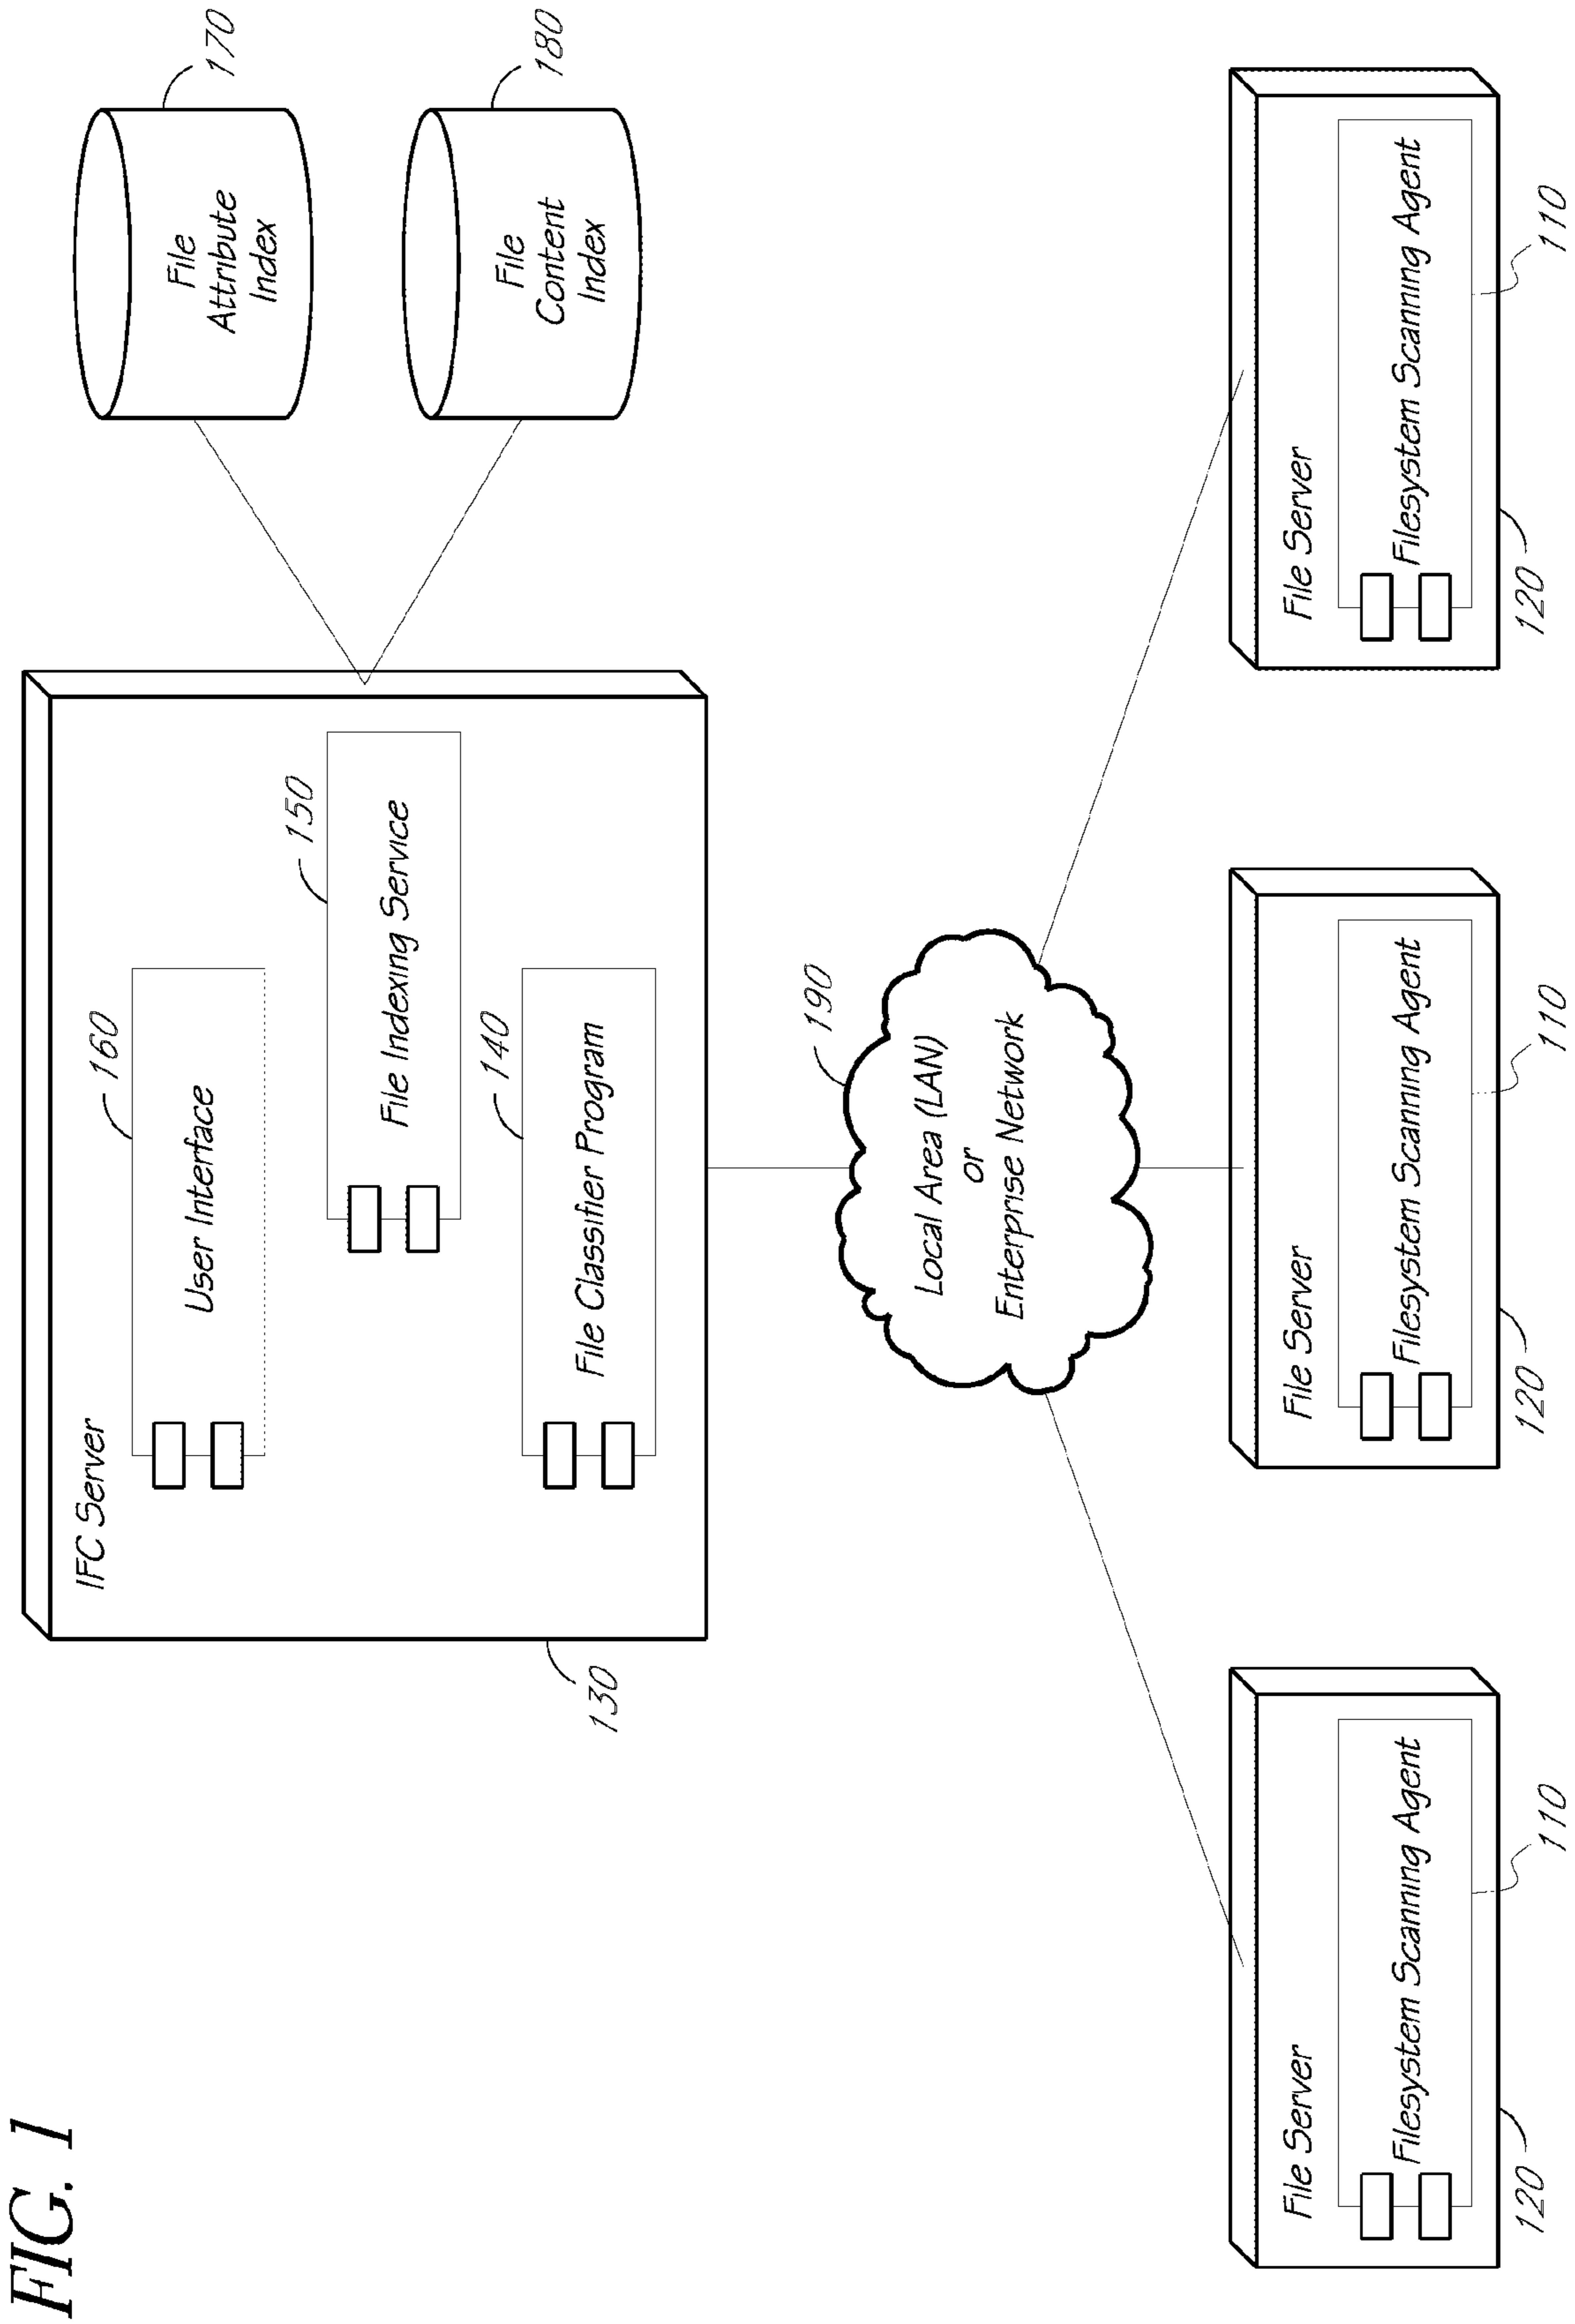 FIG. 1
IFC Server
160
User Interface
150
File Indexing Service
140
File Classifier Program
130
170
File
Attribute
Index
180
File
Content
Index
190
Local Area (LAN)
or
Enterprise Network
File Server
Filesystem Scanning Agent
120
110
File Server
Filesystem Scanning Agent
120
110
File Server
Filesystem Scanning Agent
120
110